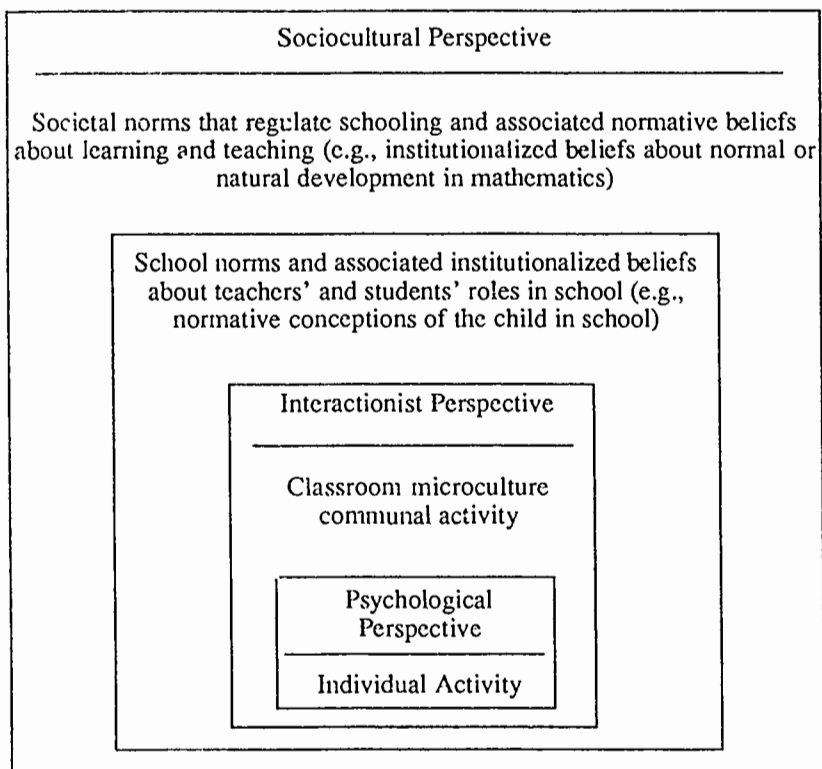 Sociocultural Perspective
Societal norms that regulate schooling and associated normative beliefs
about learning and teaching (e.g., institutionalized beliefs about normal or
natural development in mathematics)
School norms and associated institutionalized beliefs
about teachers' and students' roles in school (e.g.,
normative conceptions of the child in school)
Interactionist Perspective
Classroom microculture
communal activity
Psychological
Perspective
Individual Activity